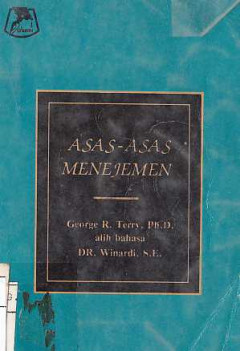 ASAS-ASAS
MENEJEMEN
George R. Terry, Ph.D.
alih bahasa
DR. Winardi, S.E.